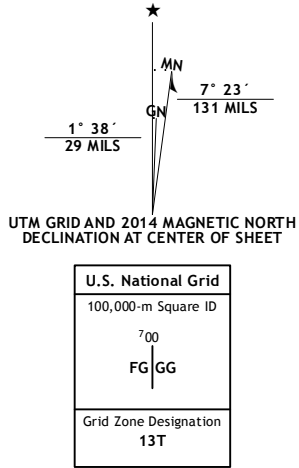 MN
GN
7° 23´
131 MILS
1° 38´
29 MILS
UTM GRID AND 2014 MAGNETIC NORTH
DECLINATION AT CENTER OF SHEET
U.S. National Grid
100,000-m Square ID
⁷00
FG GG
Grid Zone Designation
13T